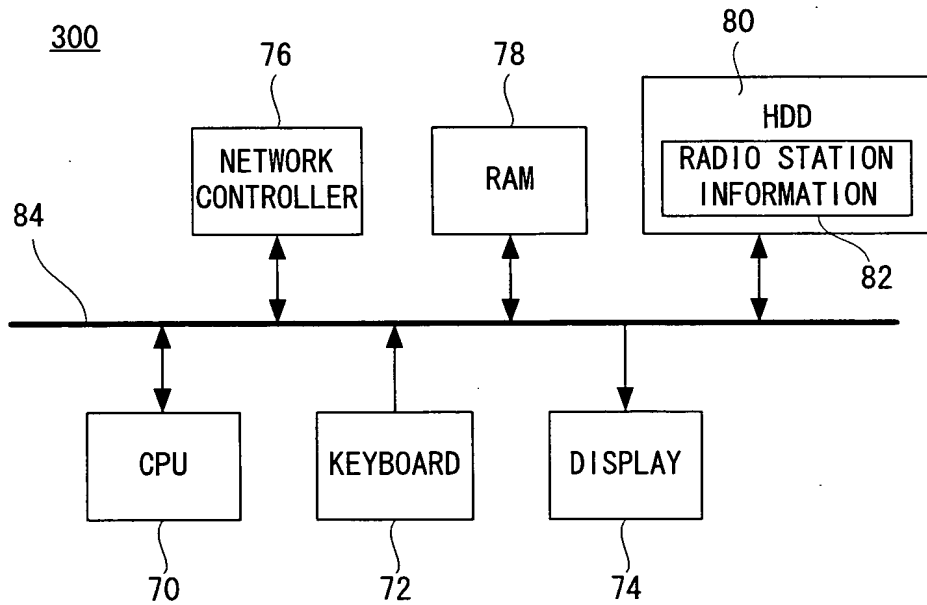 300
76
78
80
NETWORK
CONTROLLER
RAM
HDD
RADIO STATION
INFORMATION
84
82
CPU
KEYBOARD
DISPLAY
70
72
74